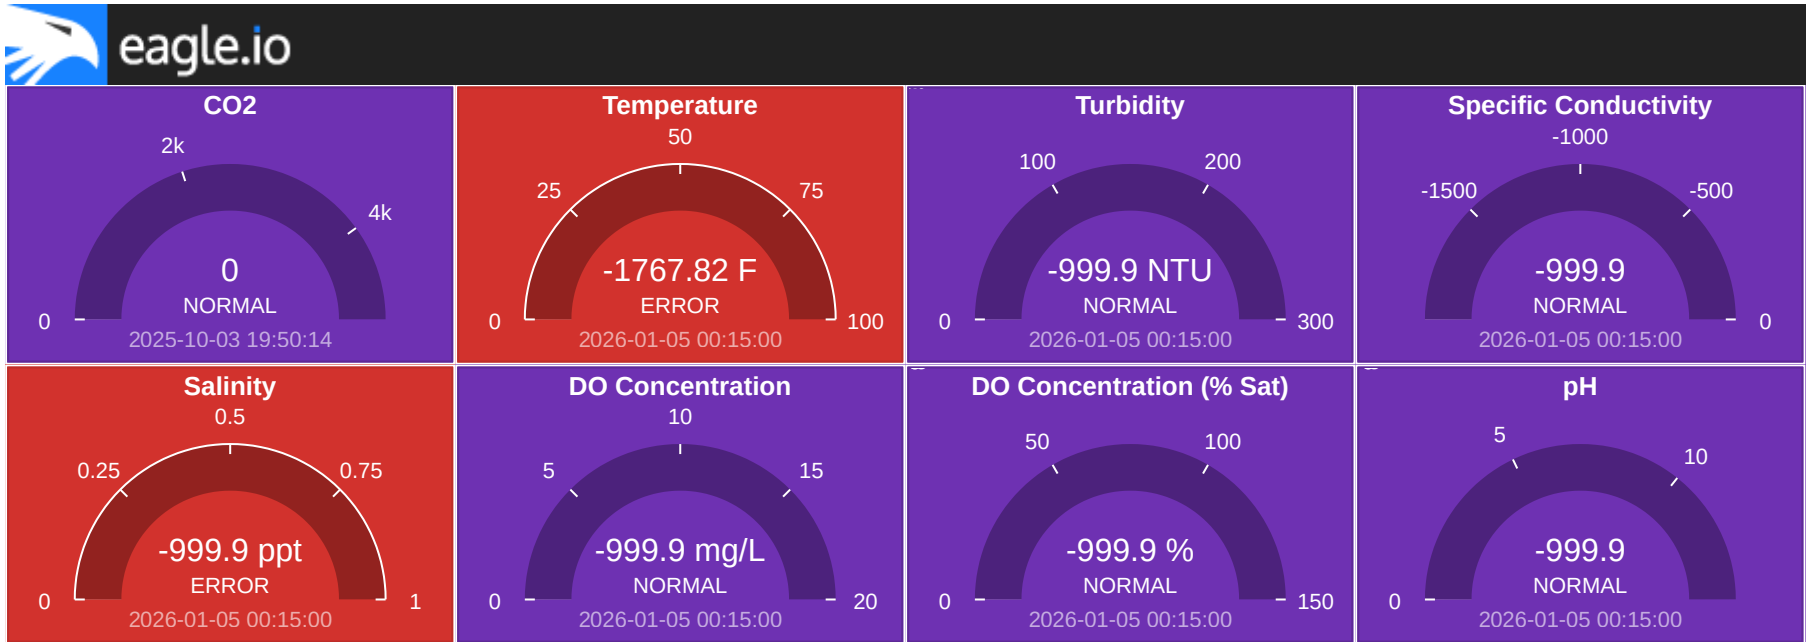 eagle.io
CO2
2k
4k
0
0
NORMAL
2025-10-03 19:50:14
Temperature
50
25
75
-1767.82 F
ERROR
0
100
2026-01-05 00:15:00
Turbidity
100
200
-999.9 NTU
NORMAL
0
300
2026-01-05 00:15:00
Specific Conductivity
-1000
-1500
-500
-999.9
NORMAL
0
2026-01-05 00:15:00
Salinity
0.5
0.25
0.75
-999.9 ppt
ERROR
0
1
2026-01-05 00:15:00
DO Concentration
10
5
15
-999.9 mg/L
NORMAL
0
20
2026-01-05 00:15:00
DO Concentration (% Sat)
50
100
-999.9 %
NORMAL
0
150
2026-01-05 00:15:00
pH
5
10
-999.9
NORMAL
0
2026-01-05 00:15:00